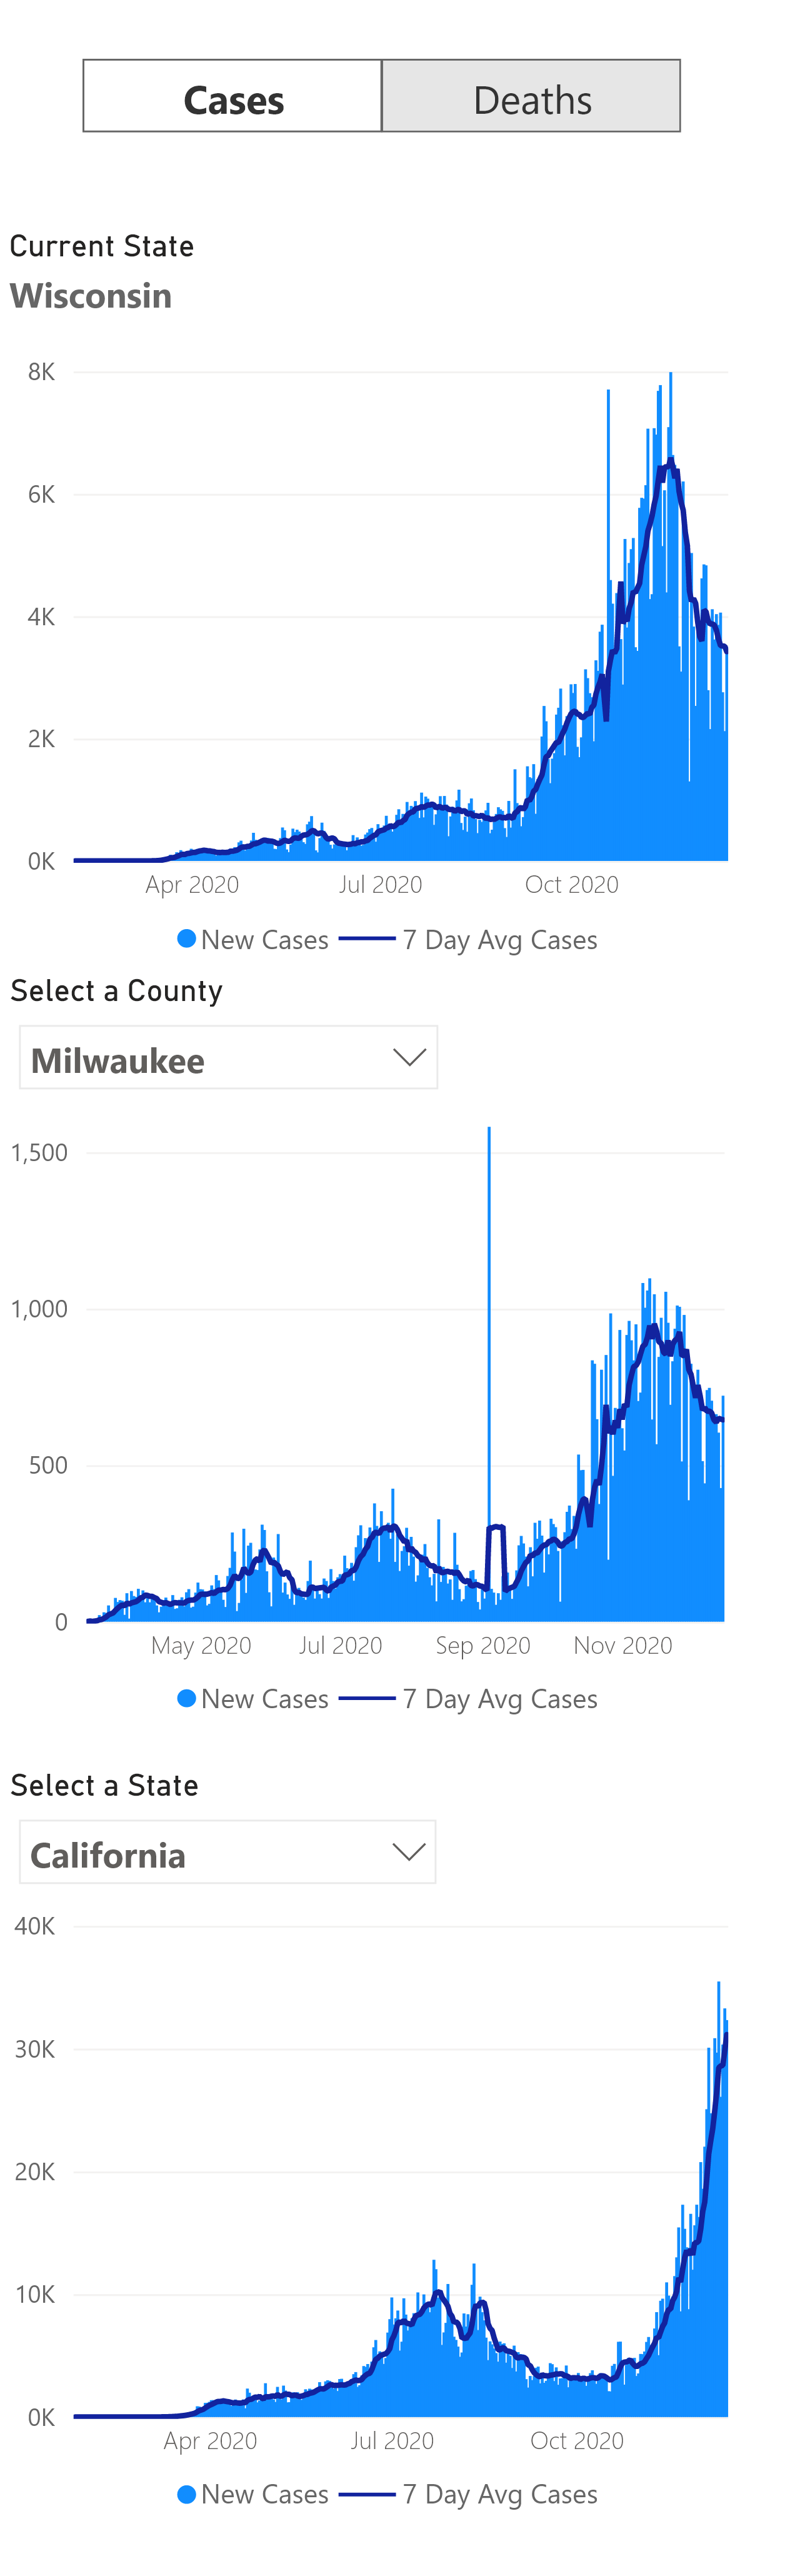 Cases Deaths
Current State
Wisconsin
8K
6K
4K
2K
0K
Apr 2020 Jul 2020 Oct 2020
New Cases 7 Day Avg Cases
Select a County
Milwaukee
1,500
1,000
500
0
May 2020 Jul 2020 Sep 2020 Nov 2020
New Cases 7 Day Avg Cases
Select a State
California
40K
30K
20K
10K
0K
Apr 2020 Jul 2020 Oct 2020
New Cases 7 Day Avg Cases